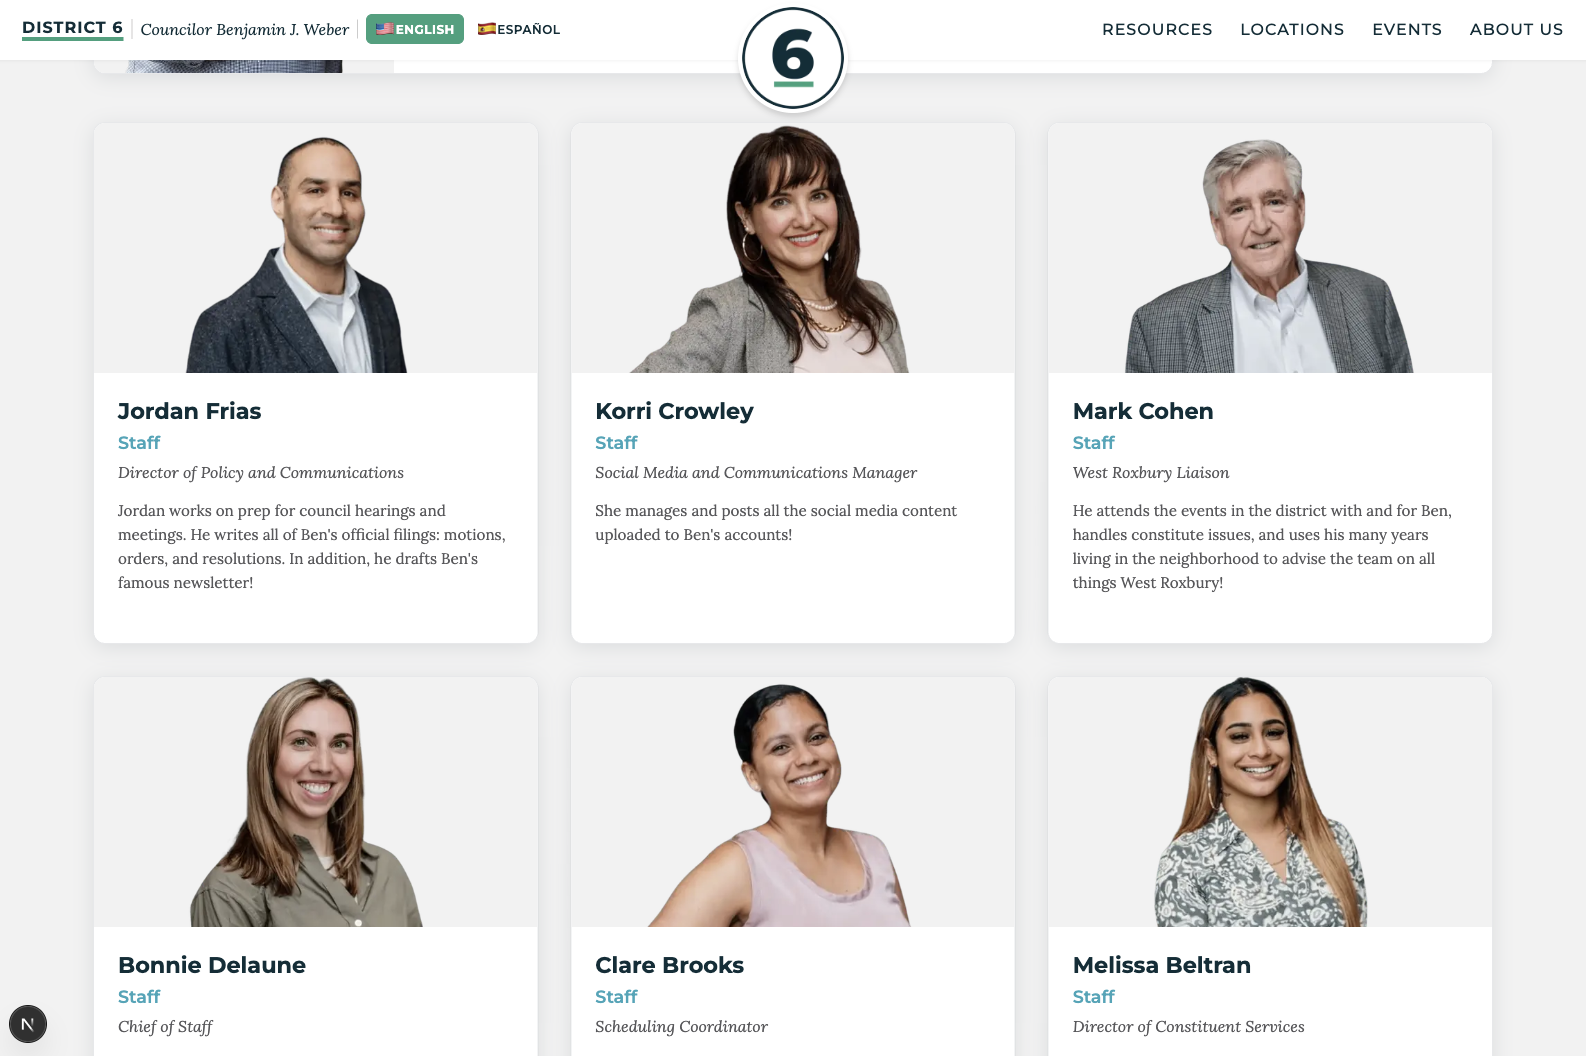 DISTRICT 6
Councilor Benjamin J. Weber
ENGLISH
ESPAÑOL
6
RESOURCES
LOCATIONS
EVENTS
ABOUT US
Jordan Frias
Staff
Director of Policy and Communications
Jordan works on prep for council hearings and
meetings. He writes all of Ben's official filings: motions,
orders, and resolutions. In addition, he drafts Ben's
famous newsletter!
Korri Crowley
Staff
Social Media and Communications Manager
She manages and posts all the social media content
uploaded to Ben's accounts!
Mark Cohen
Staff
West Roxbury Liaison
He attends the events in the district with and for Ben,
handles constitute issues, and uses his many years
living in the neighborhood to advise the team on all
things West Roxbury!
Bonnie Delaune
Staff
Chief of Staff
Clare Brooks
Staff
Scheduling Coordinator
Melissa Beltran
Staff
Director of Constituent Services
N